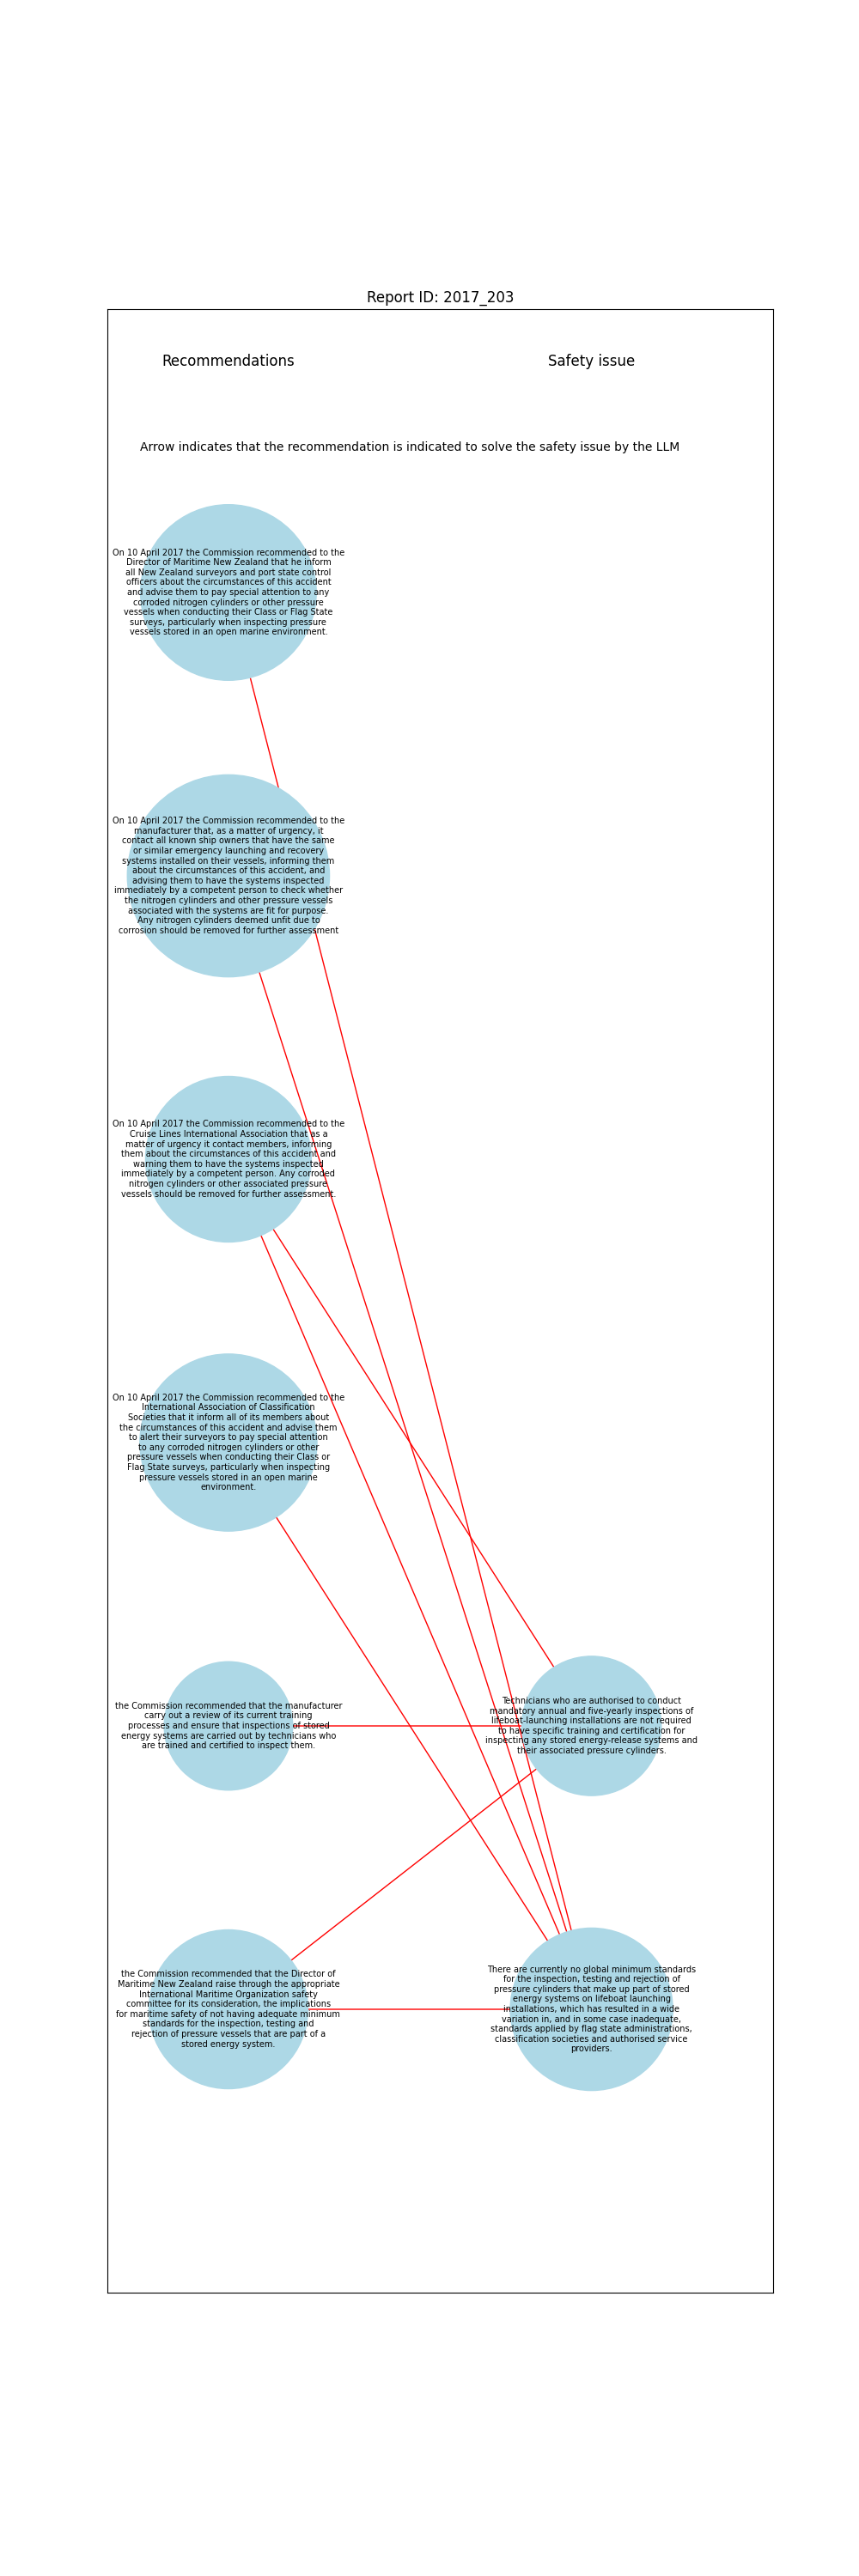 Report ID: 2017_203
Recommendations
Safety issue
Arrow indicates that the recommendation is indicated to solve the safety issue by the LLM
On 10 April 2017 the Commission recommended to the
Director of Maritime New Zealand that he inform
all New Zealand surveyors and port state control
officers about the circumstances of this accident
and advise them to pay special attention to any
corroded nitrogen cylinders or other pressure
vessels when conducting their Class or Flag State
surveys, particularly when inspecting pressure
vessels stored in an open marine environment.
On 10 April 2017 the Commission recommended to the
manufacturer that, as a matter of urgency, it
contact all known ship owners that have the same
or similar emergency launching and recovery
systems installed on their vessels, informing them
about the circumstances of this accident, and
advising them to have the systems inspected
immediately by a competent person to check whether
the nitrogen cylinders and other pressure vessels
associated with the systems are fit for purpose.
Any nitrogen cylinders deemed unfit due to
corrosion should be removed for further assessment
On 10 April 2017 the Commission recommended to the
Cruise Lines International Association that as a
matter of urgency it contact members, informing
them about the circumstances of this accident and
warning them to have the systems inspected
immediately by a competent person. Any corroded
nitrogen cylinders or other associated pressure
vessels should be removed for further assessment.
On 10 April 2017 the Commission recommended to the
International Association of Classification
Societies that it inform all of its members about
the circumstances of this accident and advise them
to alert their surveyors to pay special attention
to any corroded nitrogen cylinders or other
pressure vessels when conducting their Class or
Flag State surveys, particularly when inspecting
pressure vessels stored in an open marine
environment.
the Commission recommended that the manufacturer
carry out a review of its current training
processes and ensure that inspections of stored
energy systems are carried out by technicians who
are trained and certified to inspect them.
Technicians who are authorised to conduct
mandatory annual and five-yearly inspections of
lifeboat-launching installations are not required
to have specific training and certification for
inspecting any stored energy-release systems and
their associated pressure cylinders.
the Commission recommended that the Director of
Maritime New Zealand raise through the appropriate
International Maritime Organization safety
committee for its consideration, the implications
for maritime safety of not having adequate minimum
standards for the inspection, testing and
rejection of pressure vessels that are part of a
stored energy system.
There are currently no global minimum standards
for the inspection, testing and rejection of
pressure cylinders that make up part of stored
energy systems on lifeboat launching
installations, which has resulted in a wide
variation in, and in some case inadequate,
standards applied by flag state administrations,
classification societies and authorised service
providers.